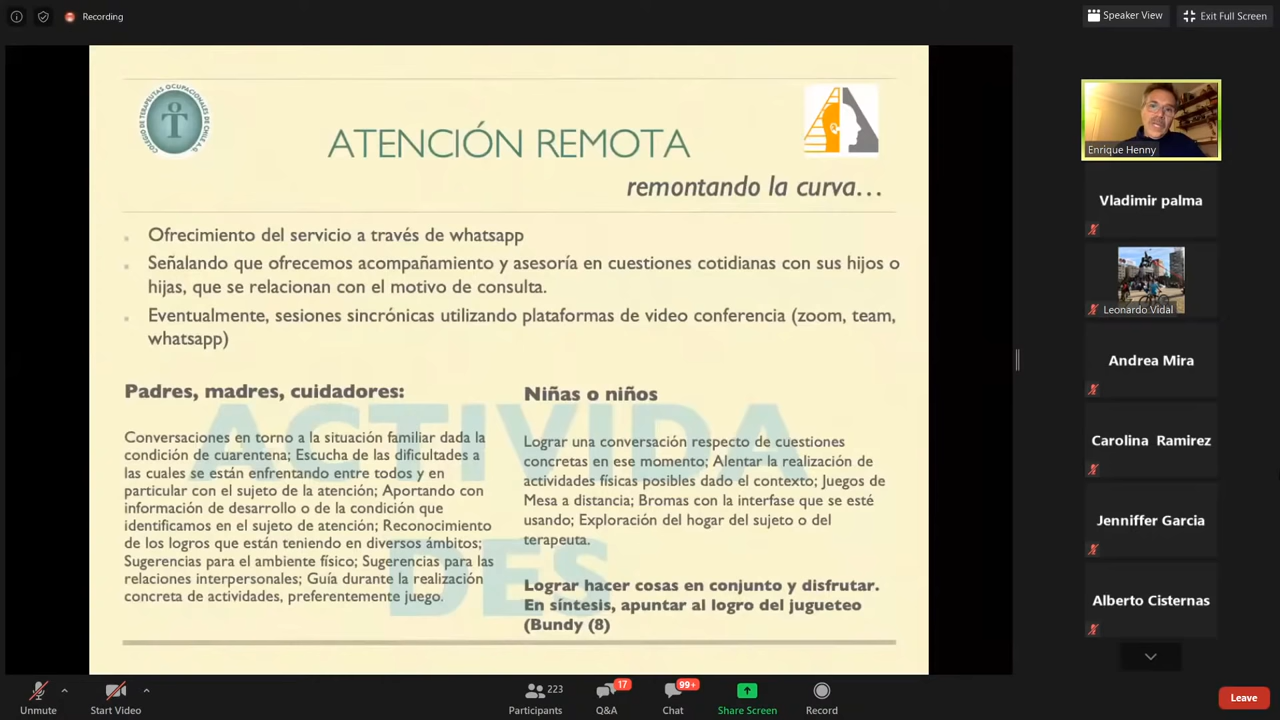 Recording
Speaker View
Exit Full Screen
COLEGIO DE TERAPEUTAS OCUPACIONALES DE CHILE A.G.
ATENCIÓN REMOTA
remontando la curva…
Ofrecimiento del servicio a través de whatsapp
Señalando que ofrecemos acompañamiento y asesoría en cuestiones cotidianas con sus hijos o
hijas, que se relacionan con el motivo de consulta.
Eventualmente, sesiones sincrónicas utilizando plataformas de video conferencia (zoom, team,
whatsapp)
ACTIVIDA
DES
Padres, madres, cuidadores:
Conversaciones en torno a la situación familiar dada la
condición de cuarentena; Escucha de las dificultades a
las cuales se están enfrentando entre todos y en
particular con el sujeto de la atención; Aportando con
información de desarrollo o de la condición que
identificamos en el sujeto de atención; Reconocimiento
de los logros que están teniendo en diversos ámbitos;
Sugerencias para el ambiente físico; Sugerencias para las
relaciones interpersonales; Guía durante la realización
concreta de actividades, preferentemente juego.
Niñas o niños
Lograr una conversación respecto de cuestiones
concretas en ese momento; Alentar la realización de
actividades físicas posibles dado el contexto; Juegos de
Mesa a distancia; Bromas con la interfase que se esté
usando; Exploración del hogar del sujeto o del
terapeuta.
Lograr hacer cosas en conjunto y disfrutar.
En síntesis, apuntar al logro del jugueteo
(Bundy (8)
Enrique Henny
Vladimir palma
Leonardo Vidal
Andrea Mira
Carolina Ramirez
Jenniffer Garcia
Alberto Cisternas
Unmute
Start Video
Participants
223
Q&A
17
Chat
99+
Share Screen
Record
Leave